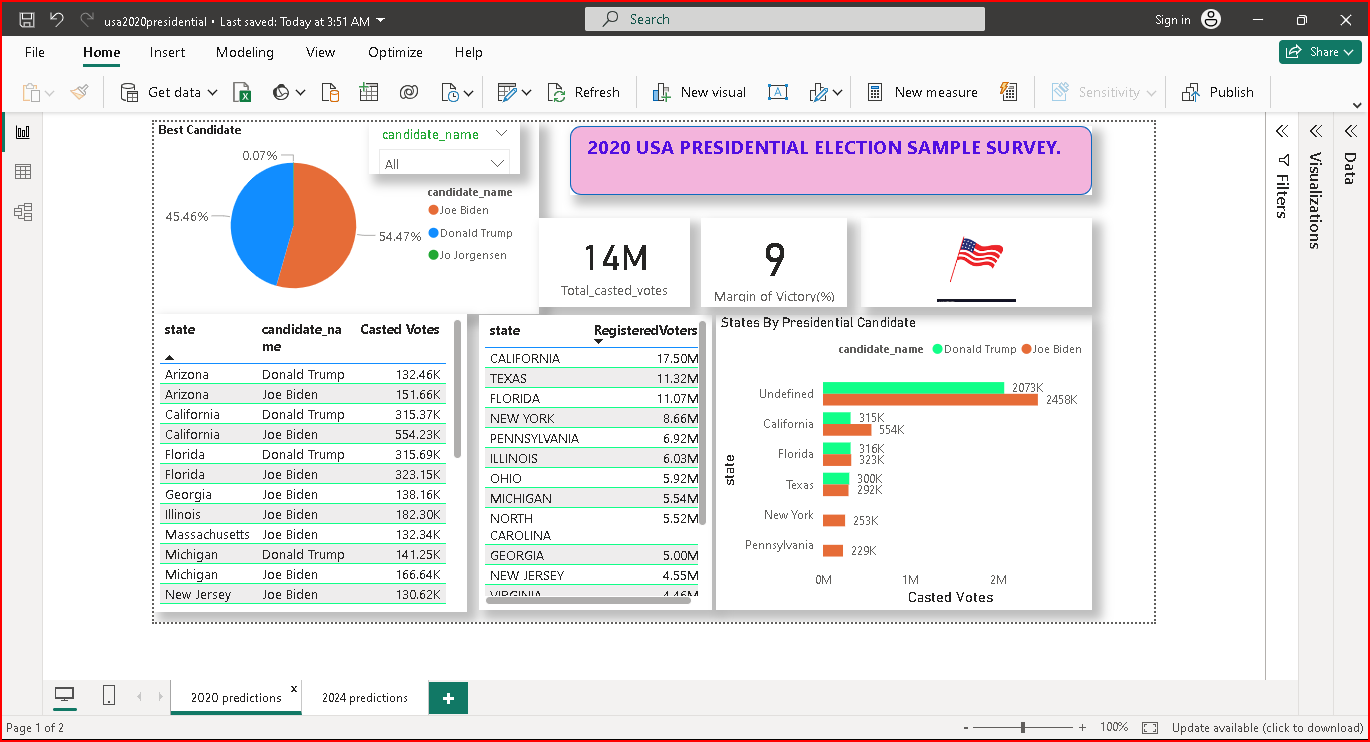 usa2020presidential • Last saved: Today at 3:51 AM
Search
Sign in
File Home Insert Modeling View Optimize Help
Share
Get data
Refresh
New visual
A
New measure
Sensitivity
Publish
Best Candidate
candidate_name
All
0.07%
45.46%
54.47%
candidate_name
Joe Biden
Donald Trump
Jo Jorgensen
2020 USA PRESIDENTIAL ELECTION SAMPLE SURVEY.
14M
Total_casted_votes
9
Margin of Victory(%)
state candidate_na Casted Votes
me
Arizona Donald Trump 132.46K
Arizona Joe Biden 151.66K
California Donald Trump 315.37K
California Joe Biden 554.23K
Florida Donald Trump 315.69K
Florida Joe Biden 323.15K
Georgia Joe Biden 138.16K
Illinois Joe Biden 182.30K
Massachusetts Joe Biden 132.34K
Michigan Donald Trump 141.25K
Michigan Joe Biden 166.64K
New Jersey Joe Biden 130.62K
state RegisteredVoters
CALIFORNIA 17.50M
TEXAS 11.32M
FLORIDA 11.07M
NEW YORK 8.66M
PENNSYLVANIA 6.92M
ILLINOIS 6.03M
OHIO 5.92M
MICHIGAN 5.54M
NORTH 5.52M
CAROLINA
GEORGIA 5.00M
NEW JERSEY 4.55M
VIRGINIA 4.46M
States By Presidential Candidate
candidate_name Donald Trump Joe Biden
state
Undefined 2073K
2458K
California 315K
554K
Florida 316K
323K
Texas 300K
292K
New York 253K
Pennsylvania 229K
0M 1M 2M
Casted Votes
Filters
Visualizations
Data
2020 predictions x
2024 predictions
+
Page 1 of 2
- + 100%
Update available (click to download)